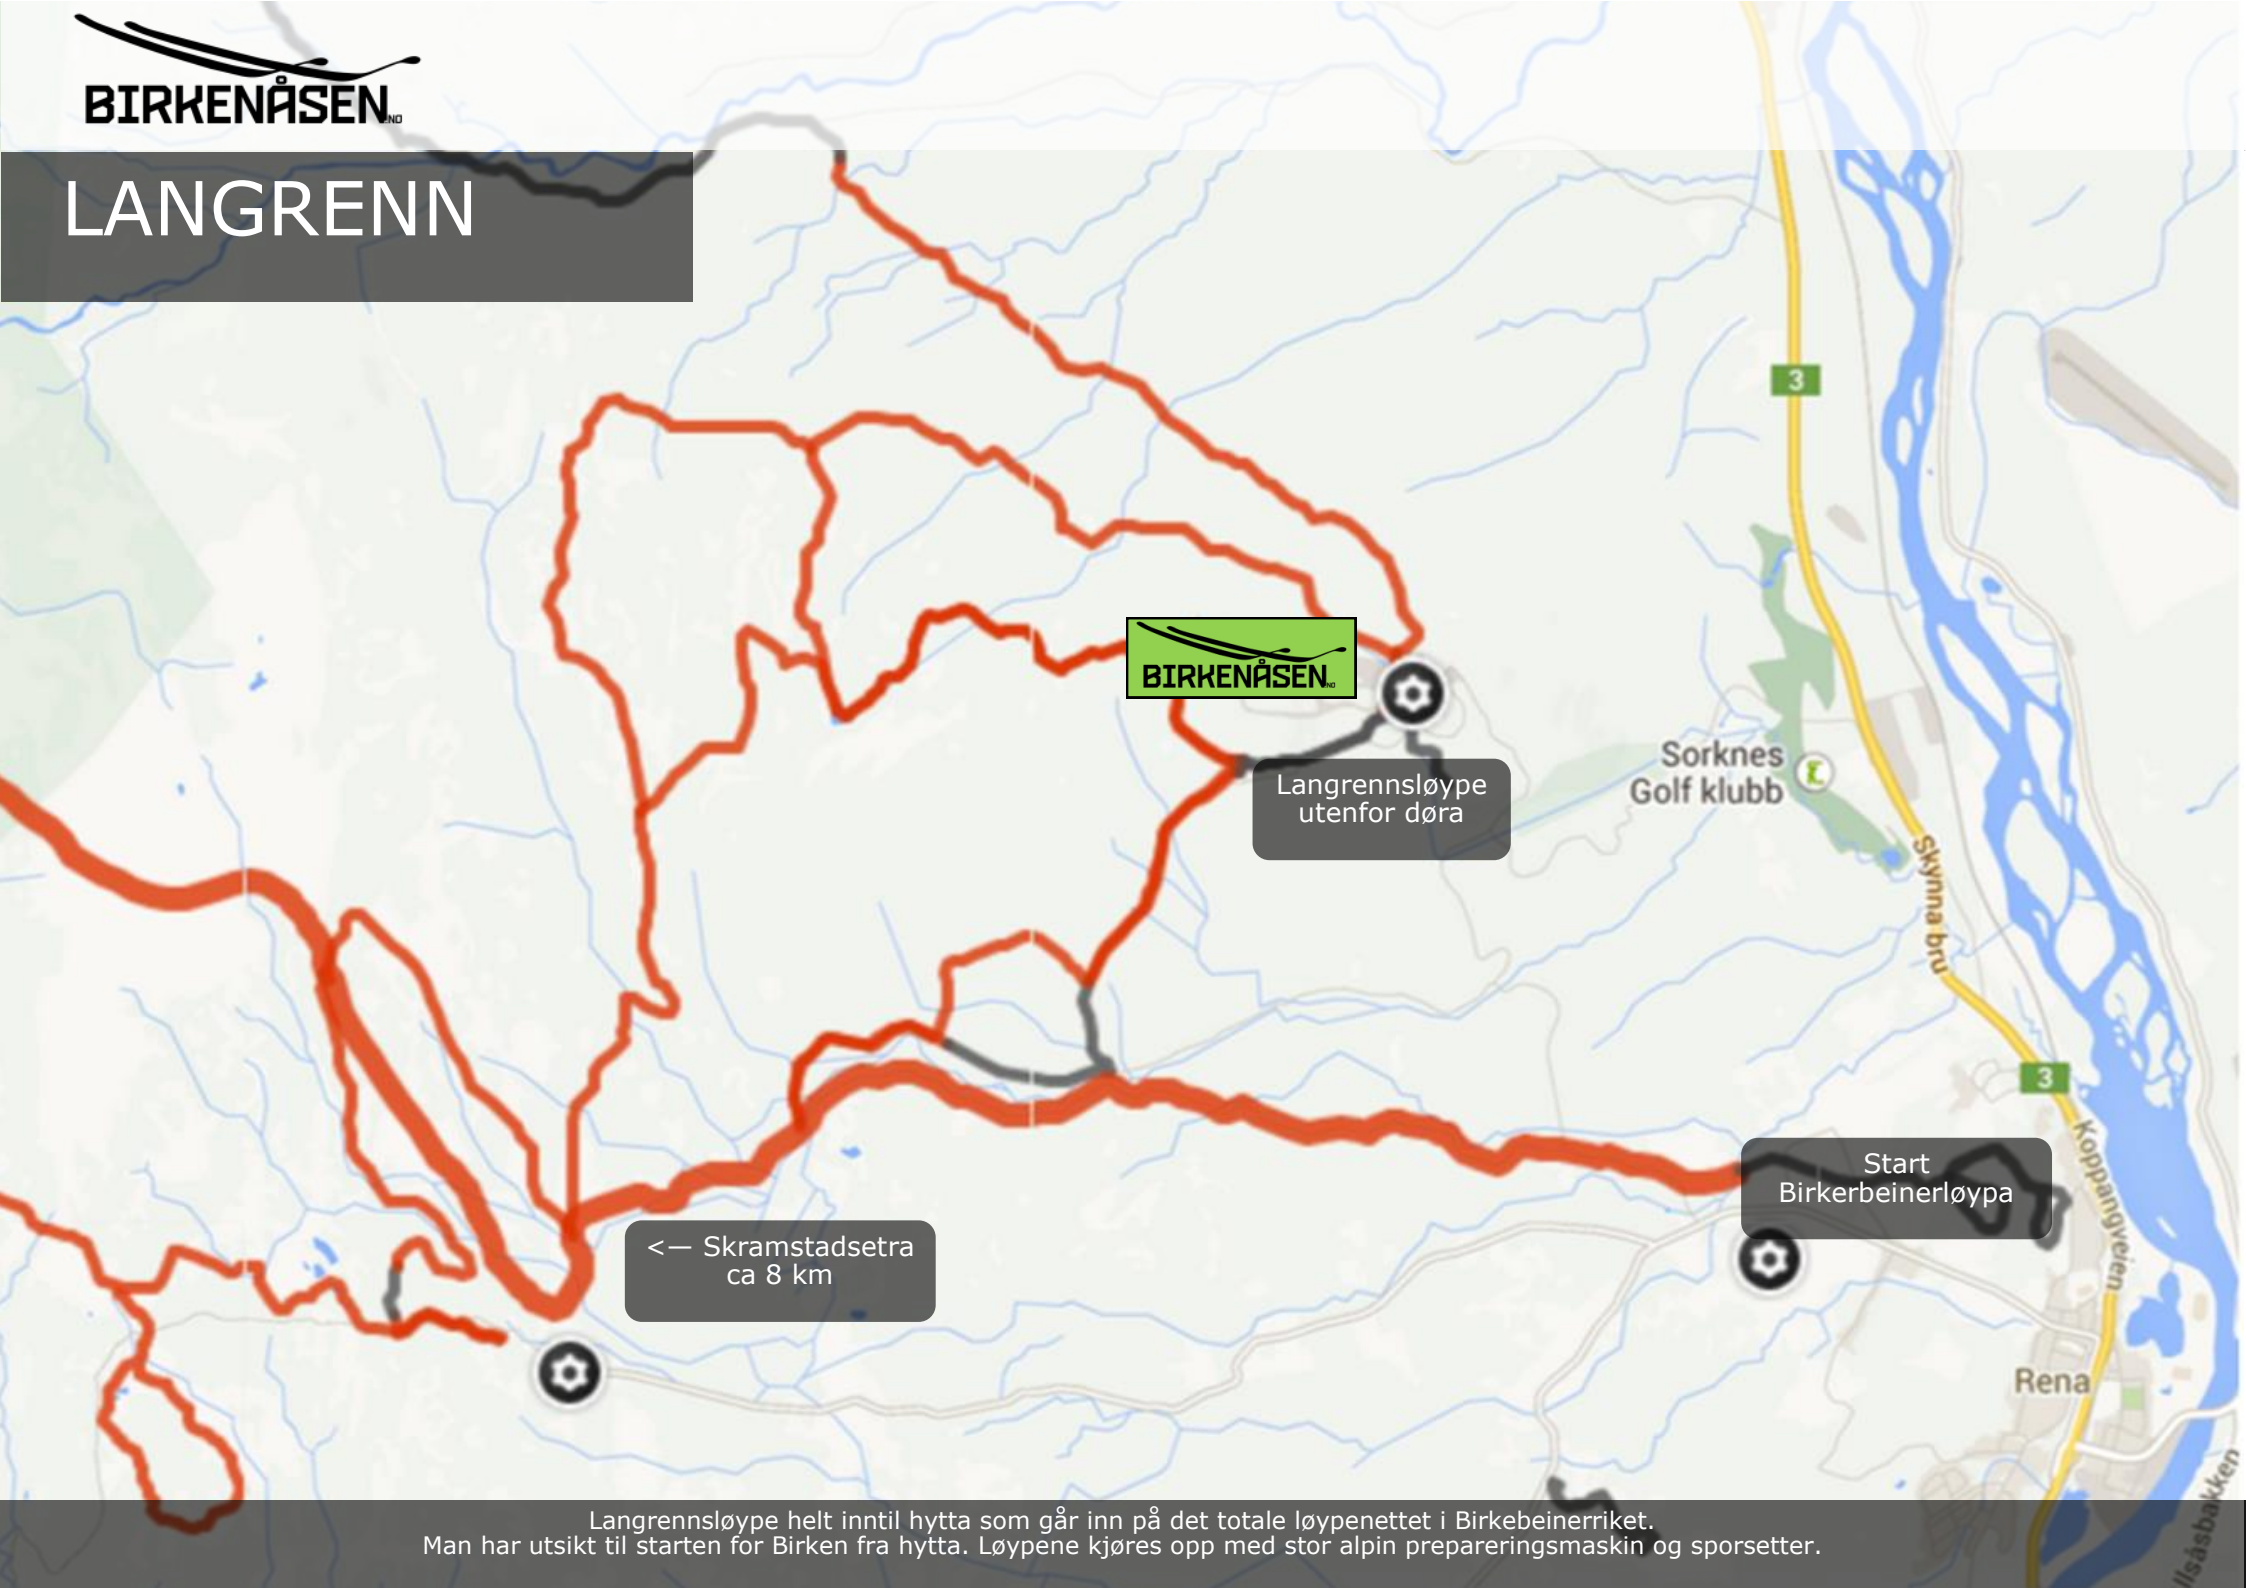 BIRKENÅSEN.NO
LANGRENN
3
BIRKENÅSEN.NO
Langrennsløype
utenfor døra
Sorknes
Golf klubb
Skynna bru
3
Koppangveien
Start
Birkerbeinerløypa
<— Skramstadsetra
ca 8 km
Rena
Langrennsløype helt inntil hytta som går inn på det totale løypenettet i Birkebeinerriket.
Man har utsikt til starten for Birken fra hytta. Løypene kjøres opp med stor alpin prepareringsmaskin og sporsetter.